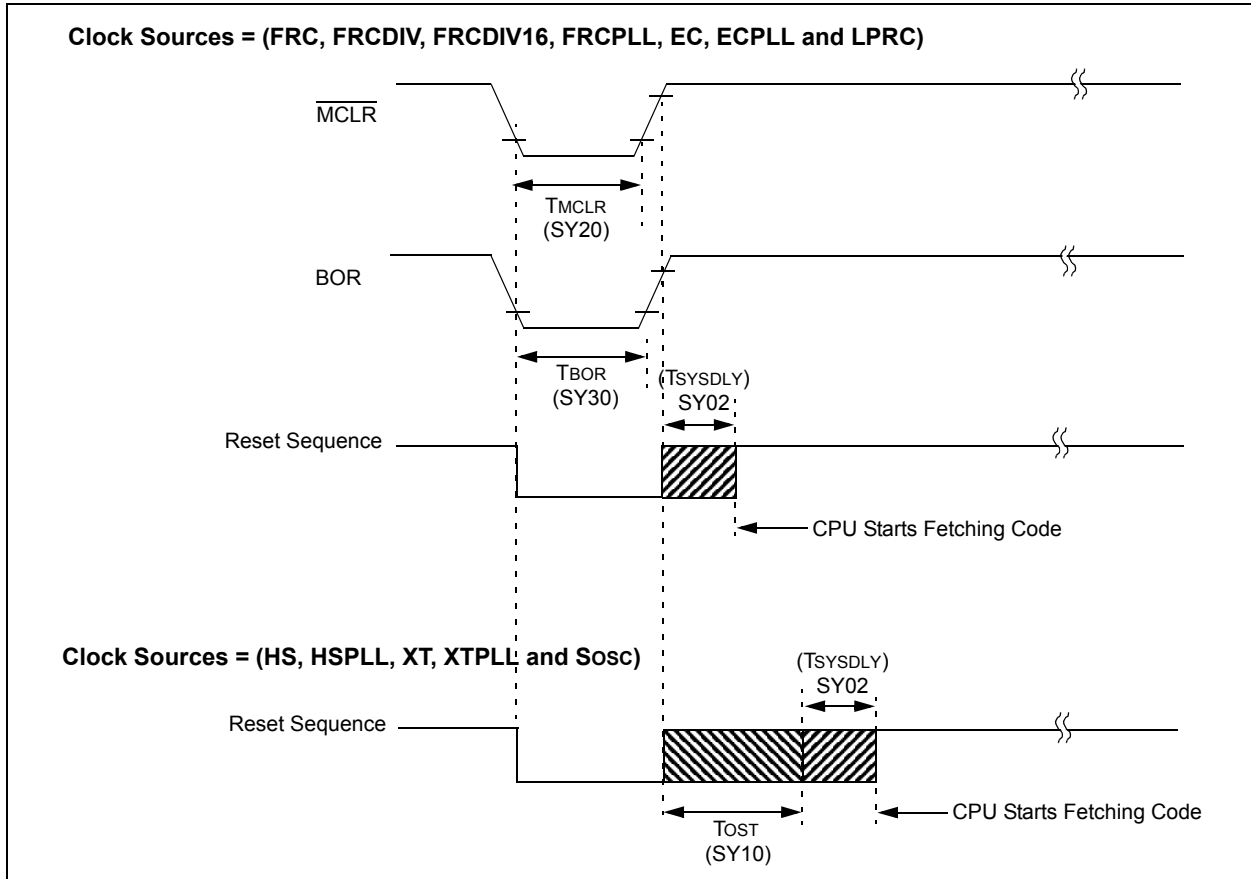 Clock Sources = (FRC, FRCDIV, FRCDIV16, FRCPLL, EC, ECPLL and LPRC)
MCLR
TMCLR
(SY20)
BOR
TBOR
(SY30)
(TSYSDLY)
SY02
Reset Sequence
CPU Starts Fetching Code
Clock Sources = (HS, HSPLL, XT, XTPLL and SOSC)
(TSYSDLY)
SY02
Reset Sequence
CPU Starts Fetching Code
TOST
(SY10)